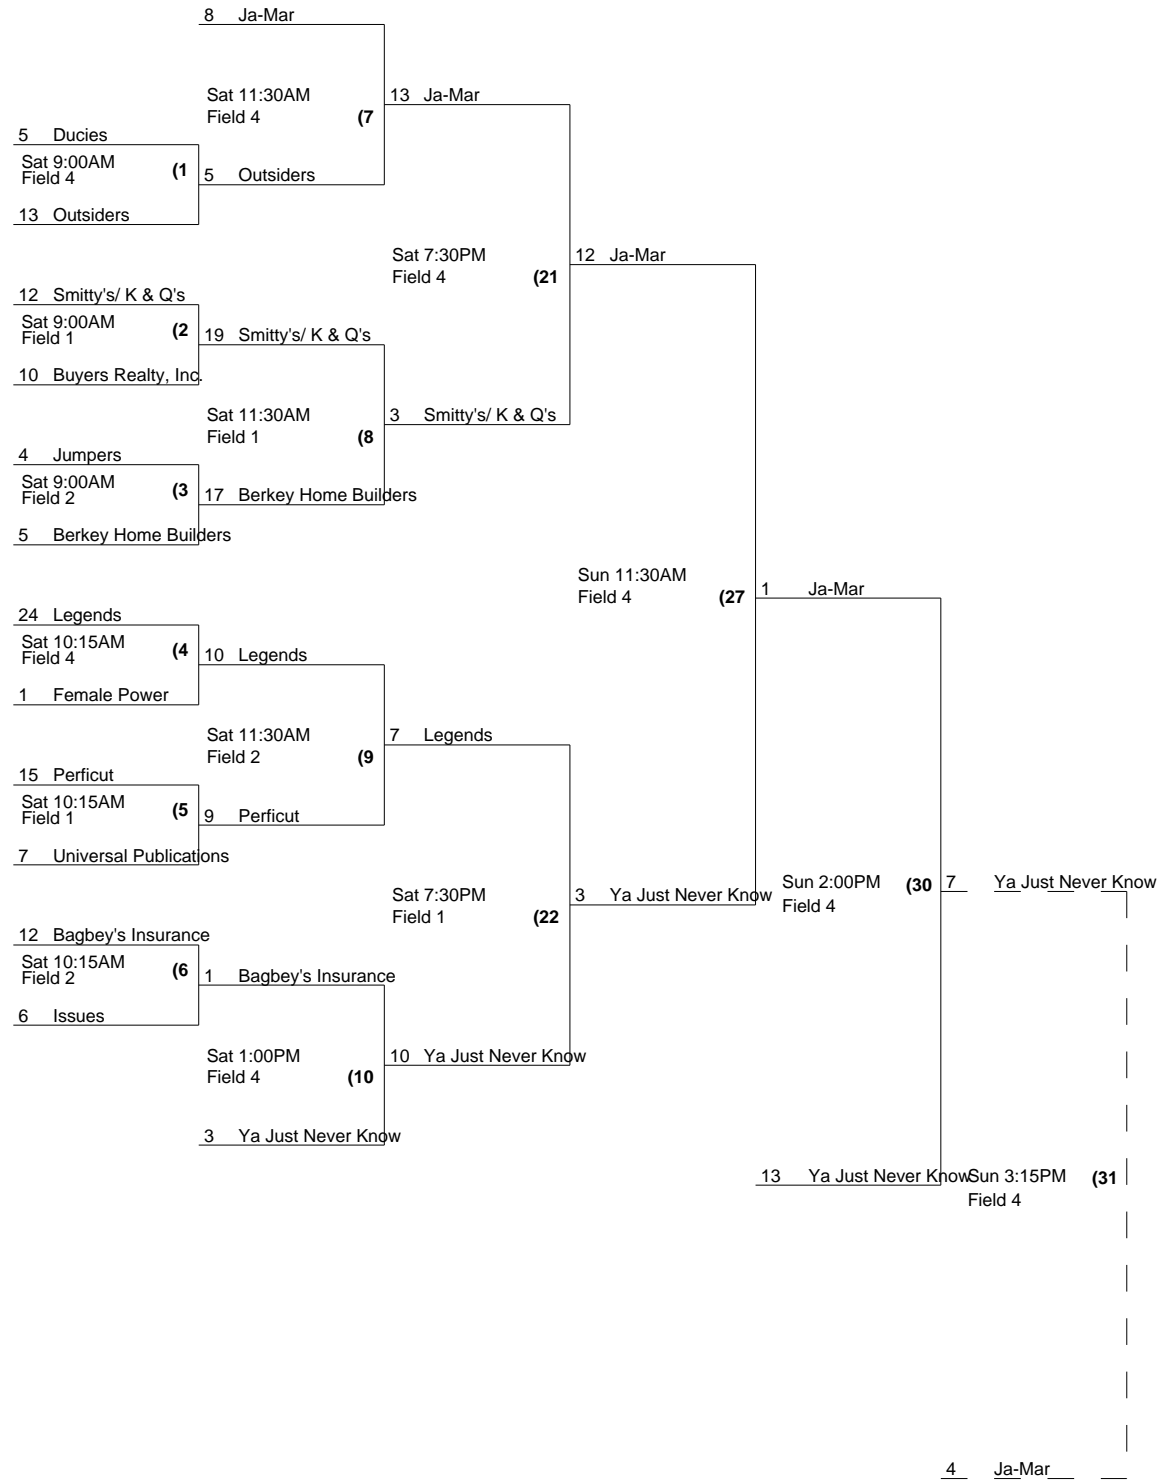 8 Ja-Mar
Sat 11:30AM
Field 4 (7
13 Ja-Mar
5 Ducies
Sat 9:00AM
Field 4 (1
5 Outsiders
13 Outsiders
Sat 7:30PM
Field 4 (21
12 Ja-Mar
12 Smitty's/ K & Q's
Sat 9:00AM
Field 1 (2
19 Smitty's/ K & Q's
10 Buyers Realty, Inc.
Sat 11:30AM
Field 1 (8
3 Smitty's/ K & Q's
4 Jumpers
Sat 9:00AM
Field 2 (3
17 Berkey Home Builders
5 Berkey Home Builders
Sun 11:30AM
Field 4 (27
1 Ja-Mar
24 Legends
Sat 10:15AM
Field 4 (4
10 Legends
1 Female Power
Sat 11:30AM
Field 2 (9
7 Legends
15 Perficut
Sat 10:15AM
Field 1 (5
9 Perficut
7 Universal Publications
Sat 7:30PM
Field 1 (22
3 Ya Just Never Know
Sun 2:00PM (30
Field 4
7 Ya Just Never Know
12 Bagbey's Insurance
Sat 10:15AM
Field 2 (6
1 Bagbey's Insurance
6 Issues
Sat 1:00PM
Field 4 (10
10 Ya Just Never Know
3 Ya Just Never Know
13 Ya Just Never Know
Sun 3:15PM (31
Field 4
4 Ja-Mar